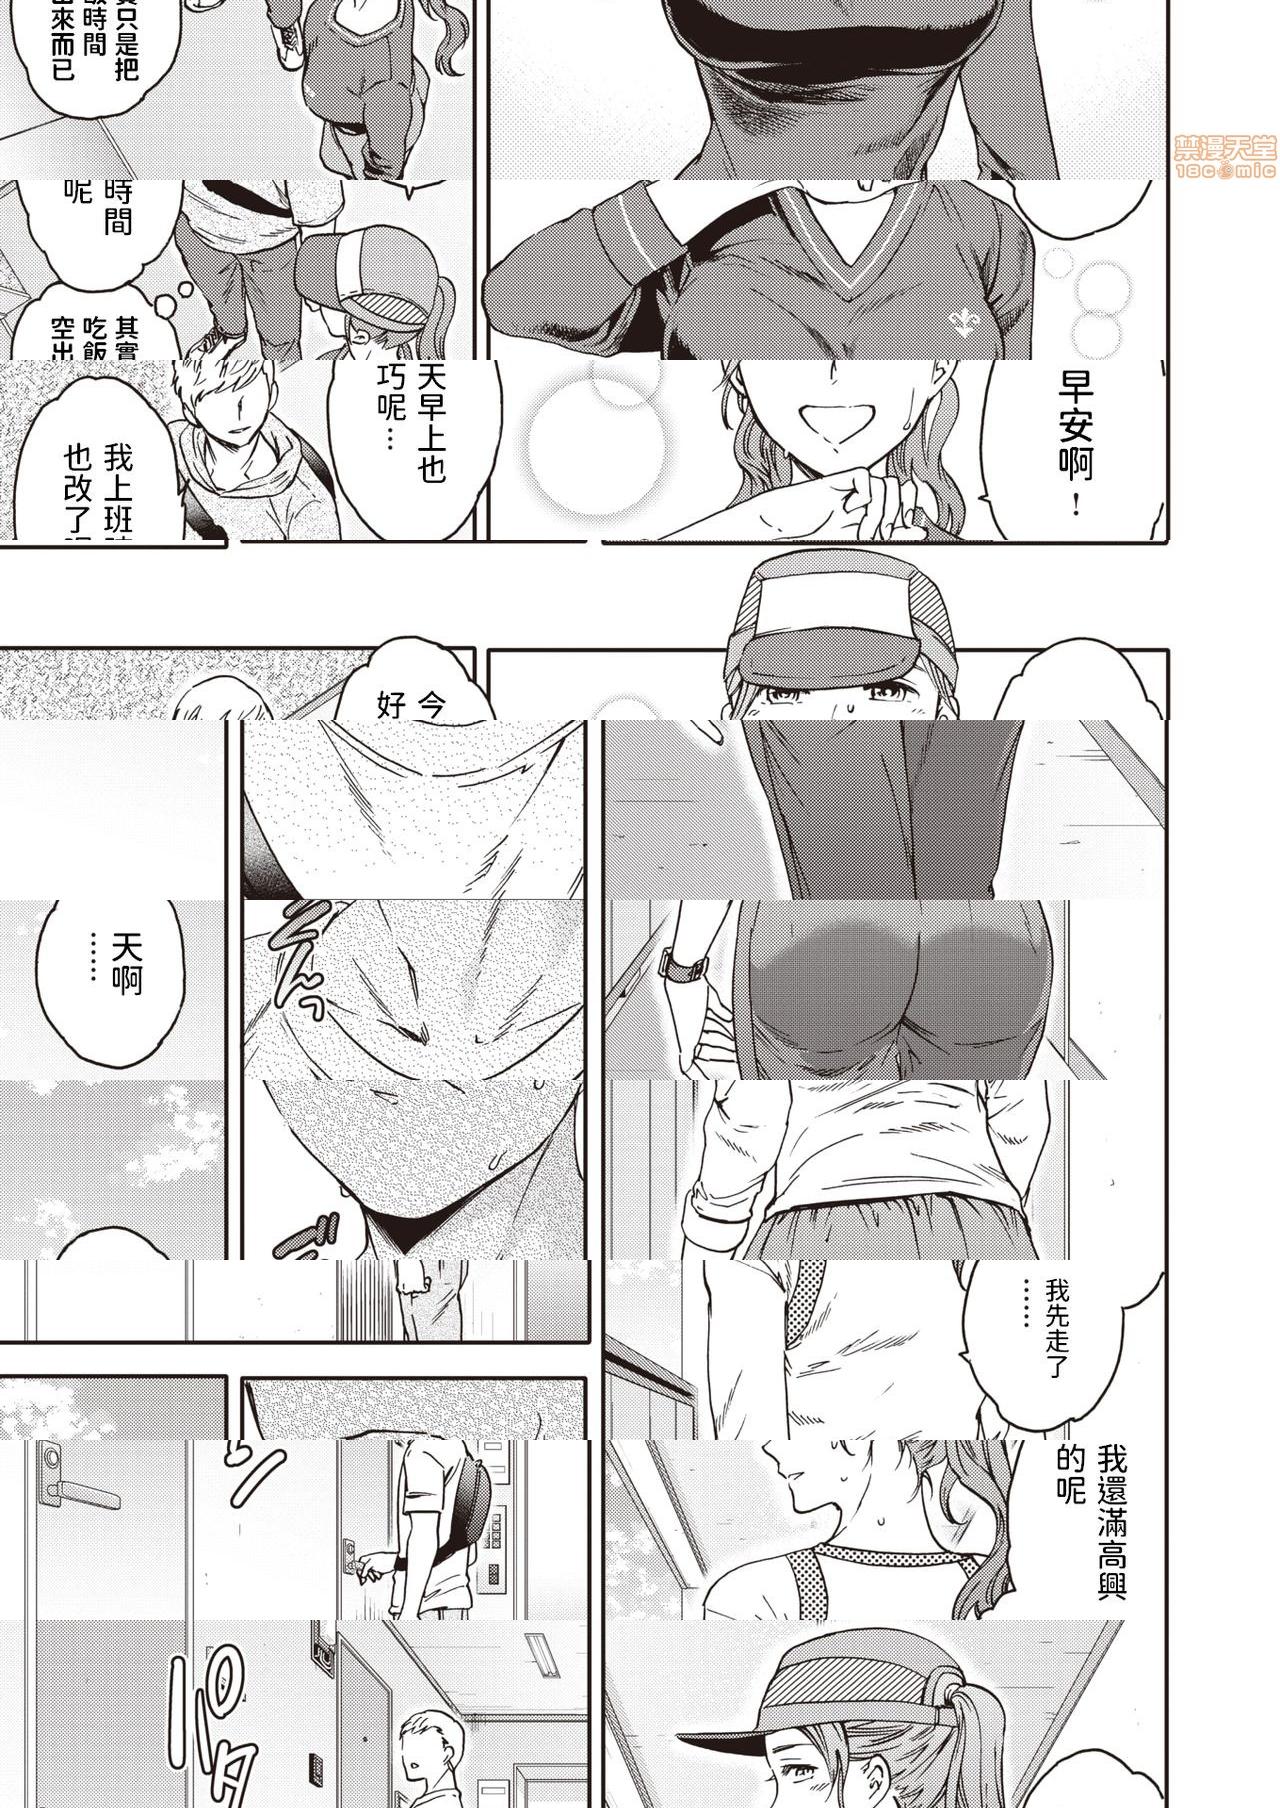 禁漫天堂
18comic
只是把
時間
來而已
時間
呢
其實
吃飯
空出
早安啊！
天早上也
巧呢…
我上班
也改了
今
好
天啊
……
我先走了
……
我還滿高興
的呢